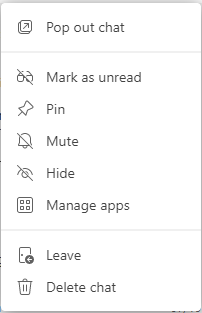 Pop out chat
Mark as unread
Pin
Mute
Hide
Manage apps
Leave
Delete chat